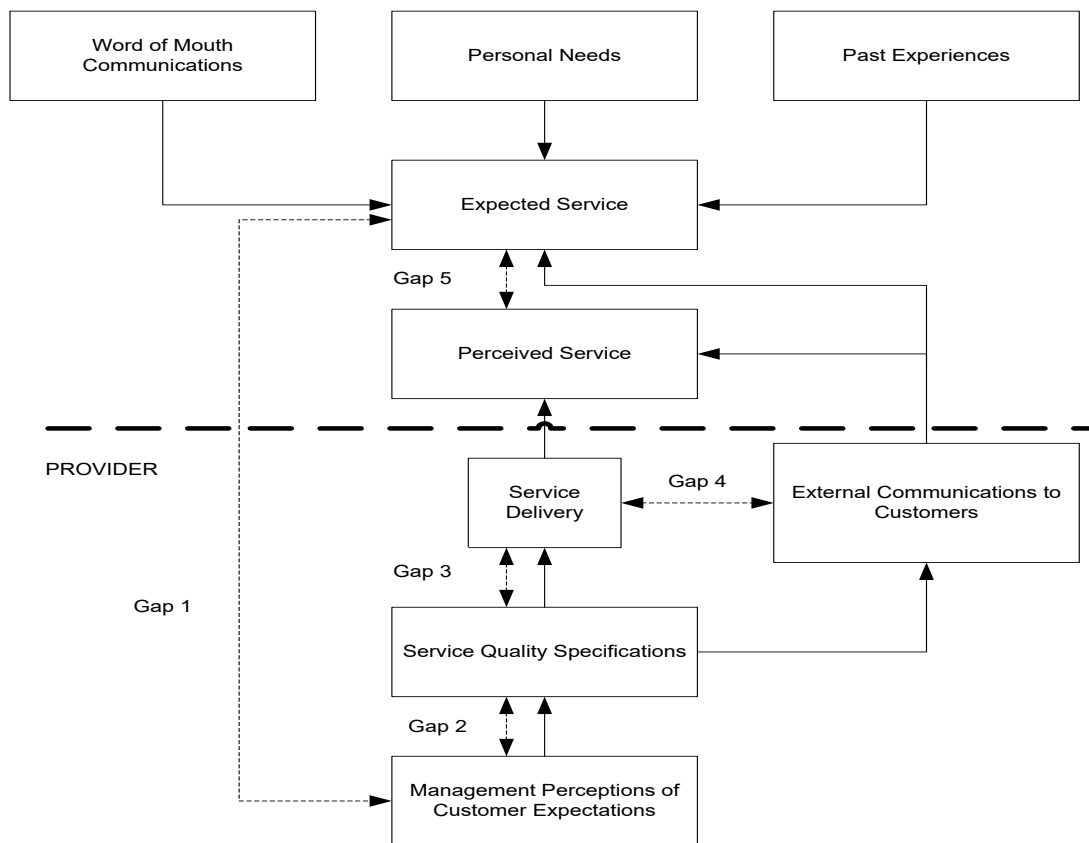 Word of Mouth
Communications
Personal Needs
Past Experiences
Expected Service
Gap 5
Perceived Service
PROVIDER
Service
Delivery
Gap 4
External Communications to
Customers
Gap 3
Gap 1
Service Quality Specifications
Gap 2
Management Perceptions of
Customer Expectations